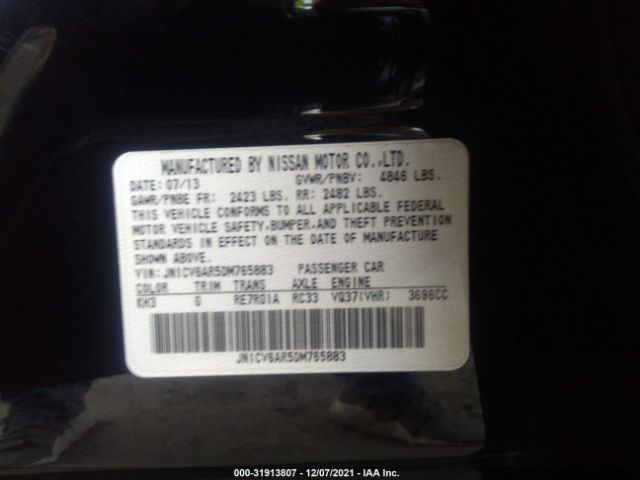 MANUFACTURED BY NISSAN MOTOR CO.,LTD.
DATE: 07/13 GVWR/PNBV: 4846 LBS.
GAWR/PNBE FR: 2423 LBS. RR: 2482 LBS.
THIS VEHICLE CONFORMS TO ALL APPLICABLE FEDERAL
MOTOR VEHICLE SAFETY,BUMPER,AND THEFT PREVENTION
STANDARDS IN EFFECT ON THE DATE OF MANUFACTURE
SHOWN ABOVE.
VIN: JN1CV6AR5DM765883 PASSENGER CAR
COLOR TRIM TRANS AXLE ENGINE
KH3 G RE7R01A RC33 VQ37(VHR) 3696CC
JN1CV6AR5DM765883
000-31913807 - 12/07/2021 - IAA Inc.